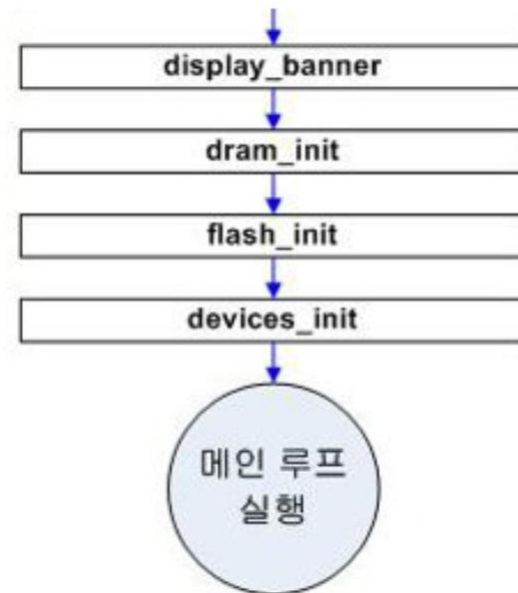 display_banner
dram_init
flash_init
devices_init
메인 루프
실행